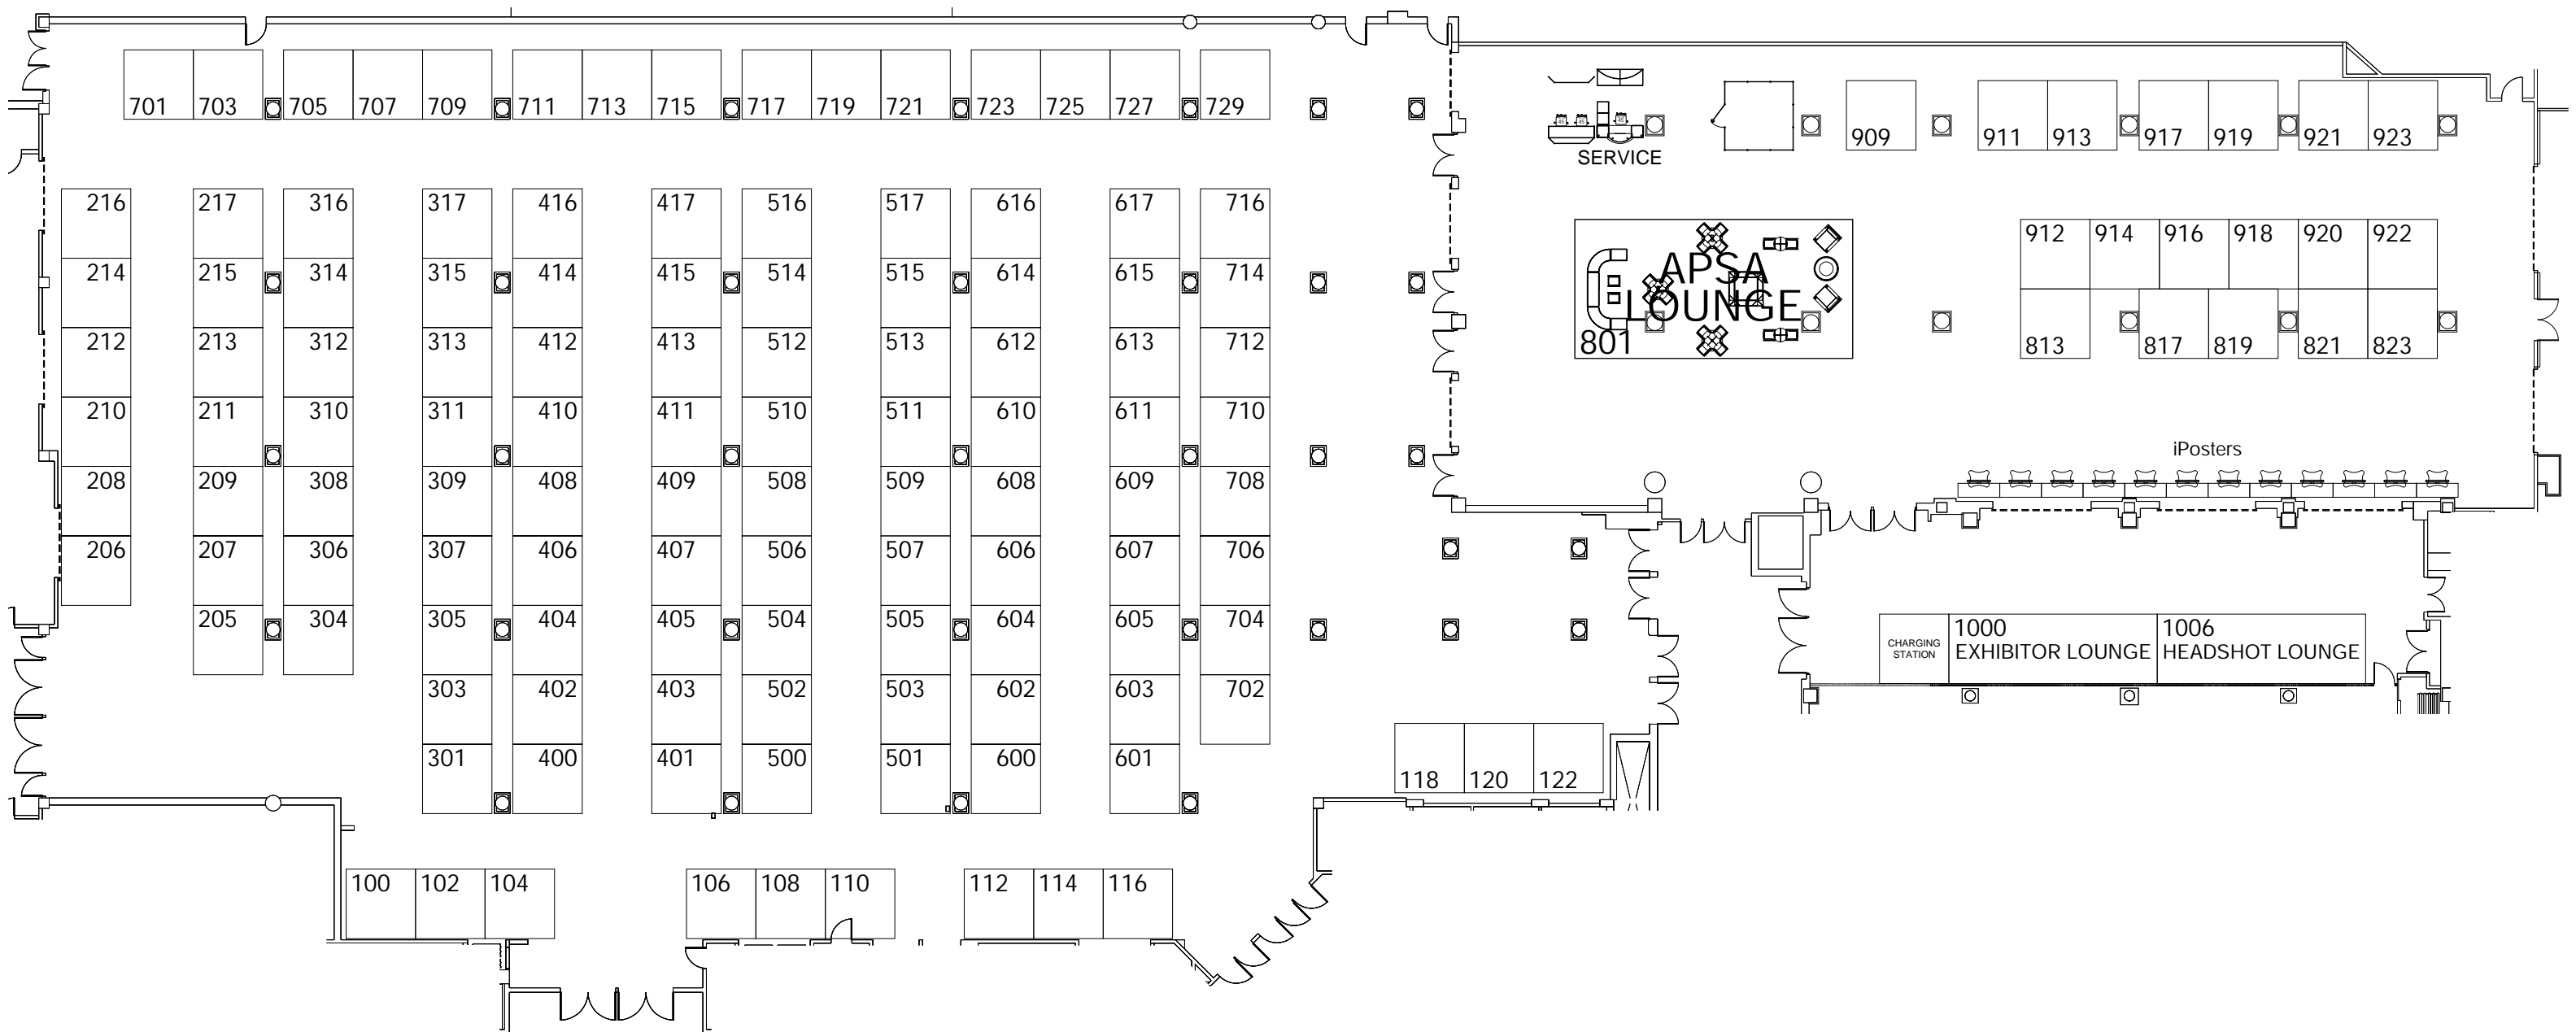 701 703 705 707 709 711 713 715 717 719 721 723 725 727 729
909 911 913 917 919 921 923
SERVICE
216 217 316 317 416 417 516 517 616 617 716
912 914 916 918 920 922
214 215 314 315 414 415 514 515 614 615 714
APSA
LOUNGE
801
212 213 312 313 412 413 512 513 612 613 712
813 817 819 821 823
210 211 310 311 410 411 510 511 610 611 710
iPosters
208 209 308 309 408 409 508 509 608 609 708
206 207 306 307 406 407 506 507 606 607 706
205 304 305 404 405 504 505 604 605 704
CHARGING
STATION
1000
EXHIBITOR LOUNGE
1006
HEADSHOT LOUNGE
303 402 403 502 503 602 603 702
301 400 401 500 501 600 601
118 120 122
100 102 104 106 108 110 112 114 116